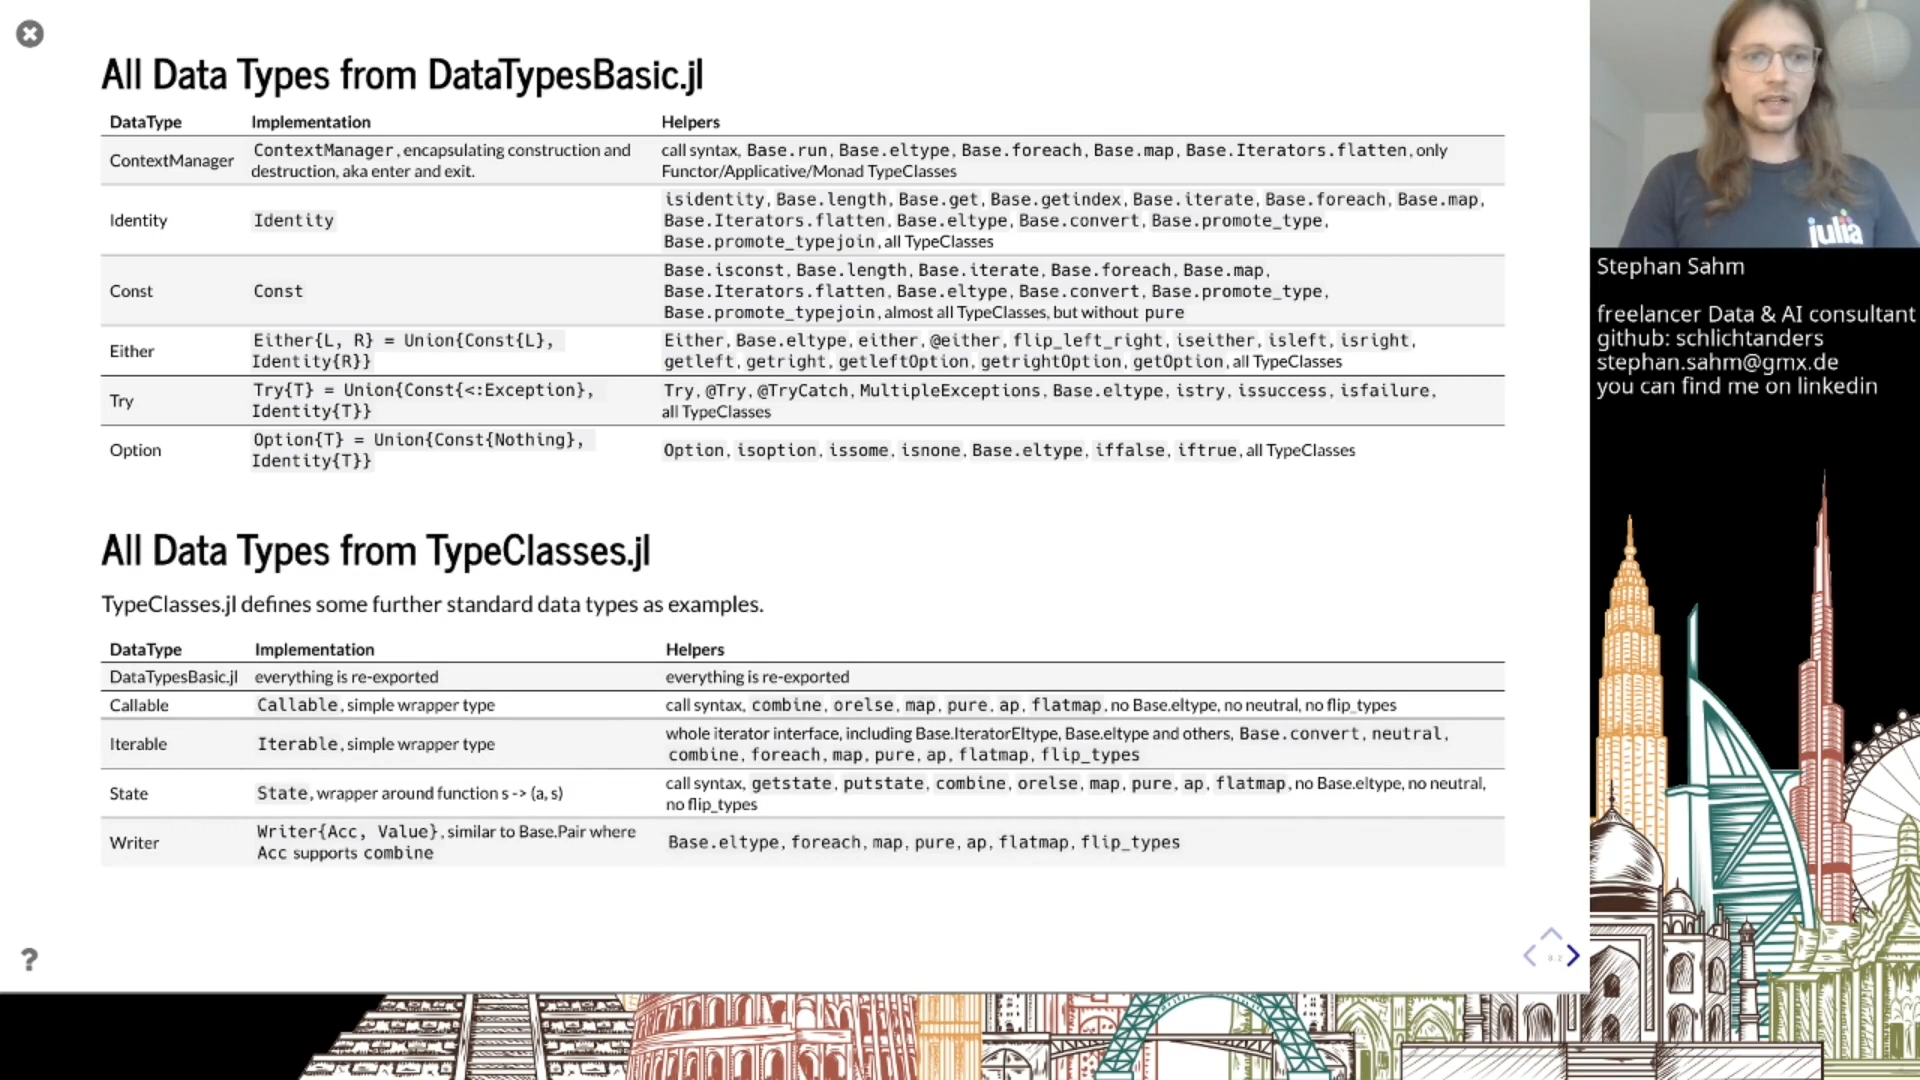 All Data Types from DataTypesBasic.jl
DataType Implementation Helpers
ContextManager
ContextManager, encapsulating construction and
destruction, aka enter and exit.
call syntax, Base.run, Base.eltype, Base.foreach, Base.map, Base.Iterators.flatten, only
Functor/Applicative/Monad TypeClasses
Identity
Identity
isidentity, Base.length, Base.get, Base.getindex, Base.iterate, Base.foreach, Base.map,
Base.Iterators.flatten, Base.eltype, Base.convert, Base.promote_type,
Base.promote_typejoin, all TypeClasses
Const
Const
Base.isconst, Base.length, Base.iterate, Base.foreach, Base.map,
Base.Iterators.flatten, Base.eltype, Base.convert, Base.promote_type,
Base.promote_typejoin, almost all TypeClasses, but without pure
Either
Either{L, R} = Union{Const{L},
Identity{R}}
Either, Base.eltype, either, @either, flip_left_right, iseither, isleft, isright,
getleft, getright, getleftOption, getrightOption, getOption, all TypeClasses
Try
Try{T} = Union{Const{<:Exception},
Identity{T}}
Try, @Try, @TryCatch, MultipleExceptions, Base.eltype, istry, issuccess, isfailure,
all TypeClasses
Option
Option{T} = Union{Const{Nothing},
Identity{T}}
Option, isoption, issome, isnone, Base.eltype, iffalse, iftrue, all TypeClasses
All Data Types from TypeClasses.jl
TypeClasses.jl defines some further standard data types as examples.
DataType Implementation Helpers
DataTypesBasic.jl everything is re-exported everything is re-exported
Callable Callable, simple wrapper type call syntax, combine, orelse, map, pure, ap, flatmap, no Base.eltype, no neutral, no flip_types
Iterable
Iterable, simple wrapper type
whole iterator interface, including Base.IteratorEltype, Base.eltype and others, Base.convert, neutral,
combine, foreach, map, pure, ap, flatmap, flip_types
State
State, wrapper around function s -> (a, s)
call syntax, getstate, putstate, combine, orelse, map, pure, ap, flatmap, no Base.eltype, no neutral,
no flip_types
Writer
Writer{Acc, Value}, similar to Base.Pair where
Acc supports combine
Base.eltype, foreach, map, pure, ap, flatmap, flip_types
?
8.2
julia
Stephan Sahm
freelancer Data & AI consultant
github: schlichtanders
stephan.sahm@gmx.de
you can find me on linkedin